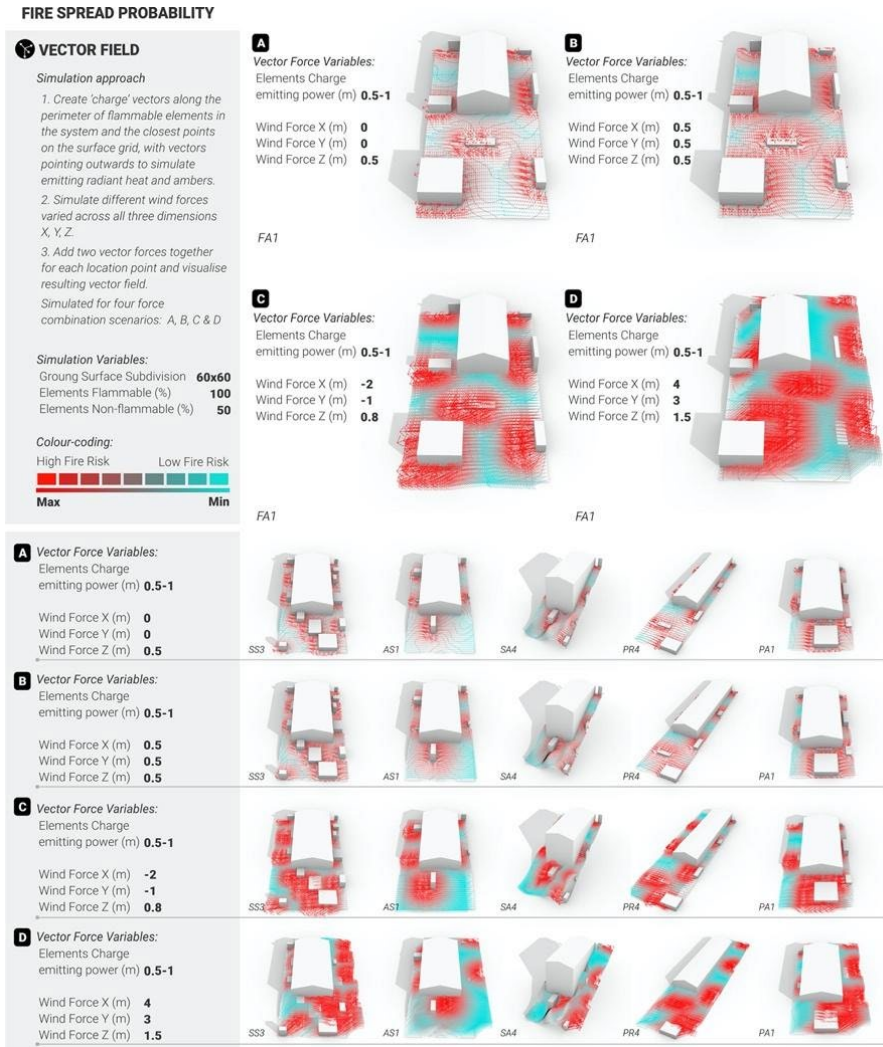 FIRE SPREAD PROBABILITY
VECTOR FIELD
Simulation approach
1. Create 'charge' vectors along the
perimeter of flammable elements in
the system and the closest points
on the surface grid, with vectors
pointing outwards to simulate
emitting radiant heat and ambers.
2. Simulate different wind forces
varied across all three dimensions
X, Y, Z.
3. Add two vector forces together
for each location point and visualise
resulting vector field.
Simulated for four force
combination scenarios: A, B, C & D
Simulation Variables:
Groung Surface Subdivision 60x60
Elements Flammable (%) 100
Elements Non-flammable (%) 50
Colour-coding:
High Fire Risk Low Fire Risk
Max Min
A
Vector Force Variables:
Elements Charge
emitting power (m) 0.5-1
Wind Force X (m) 0
Wind Force Y (m) 0
Wind Force Z (m) 0.5
FA1
B
Vector Force Variables:
Elements Charge
emitting power (m) 0.5-1
Wind Force X (m) 0.5
Wind Force Y (m) 0.5
Wind Force Z (m) 0.5
FA1
C
Vector Force Variables:
Elements Charge
emitting power (m) 0.5-1
Wind Force X (m) -2
Wind Force Y (m) -1
Wind Force Z (m) 0.8
FA1
D
Vector Force Variables:
Elements Charge
emitting power (m) 0.5-1
Wind Force X (m) 4
Wind Force Y (m) 3
Wind Force Z (m) 1.5
FA1
A Vector Force Variables:
Elements Charge
emitting power (m) 0.5-1
Wind Force X (m) 0
Wind Force Y (m) 0
Wind Force Z (m) 0.5
SS3 AS1 SA4 PR4 PA1
B Vector Force Variables:
Elements Charge
emitting power (m) 0.5-1
Wind Force X (m) 0.5
Wind Force Y (m) 0.5
Wind Force Z (m) 0.5
SS3 AS1 SA4 PR4 PA1
C Vector Force Variables:
Elements Charge
emitting power (m) 0.5-1
Wind Force X (m) -2
Wind Force Y (m) -1
Wind Force Z (m) 0.8
SS3 AS1 SA4 PR4 PA1
D Vector Force Variables:
Elements Charge
emitting power (m) 0.5-1
Wind Force X (m) 4
Wind Force Y (m) 3
Wind Force Z (m) 1.5
SS3 AS1 SA4 PR4 PA1